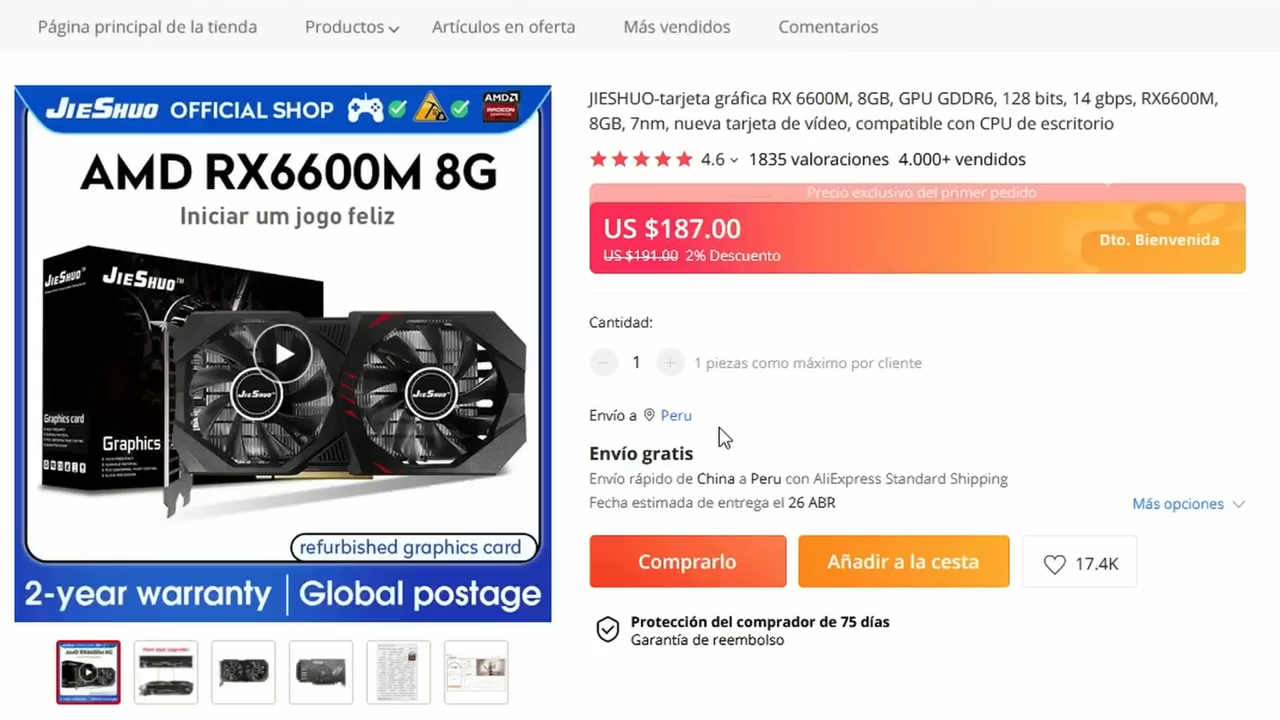 Página principal de la tienda
Productos
Artículos en oferta
Más vendidos
Comentarios
JIESHUO OFFICIAL SHOP
AMD
RADEON
AMD RX6600M 8G
Iniciar um jogo feliz
JIESHUO
JIESHUO
Graphics card
Graphics
JIESHUO
JIESHUO
refurbished graphics card
2-year warranty | Global postage
JIESHUO-tarjeta gráfica RX 6600M, 8GB, GPU GDDR6, 128 bits, 14 gbps, RX6600M,
8GB, 7nm, nueva tarjeta de vídeo, compatible con CPU de escritorio
4.6 1835 valoraciones 4.000+ vendidos
Precio exclusivo del primer pedido
US $187.00
US $191.00 2% Descuento
Dto. Bienvenida
Cantidad:
1
1 piezas como máximo por cliente
Envío a Peru
Envío gratis
Envío rápido de China a Peru con AliExpress Standard Shipping
Fecha estimada de entrega el 26 ABR
Más opciones
Comprarlo
Añadir a la cesta
17.4K
Protección del comprador de 75 días
Garantía de reembolso